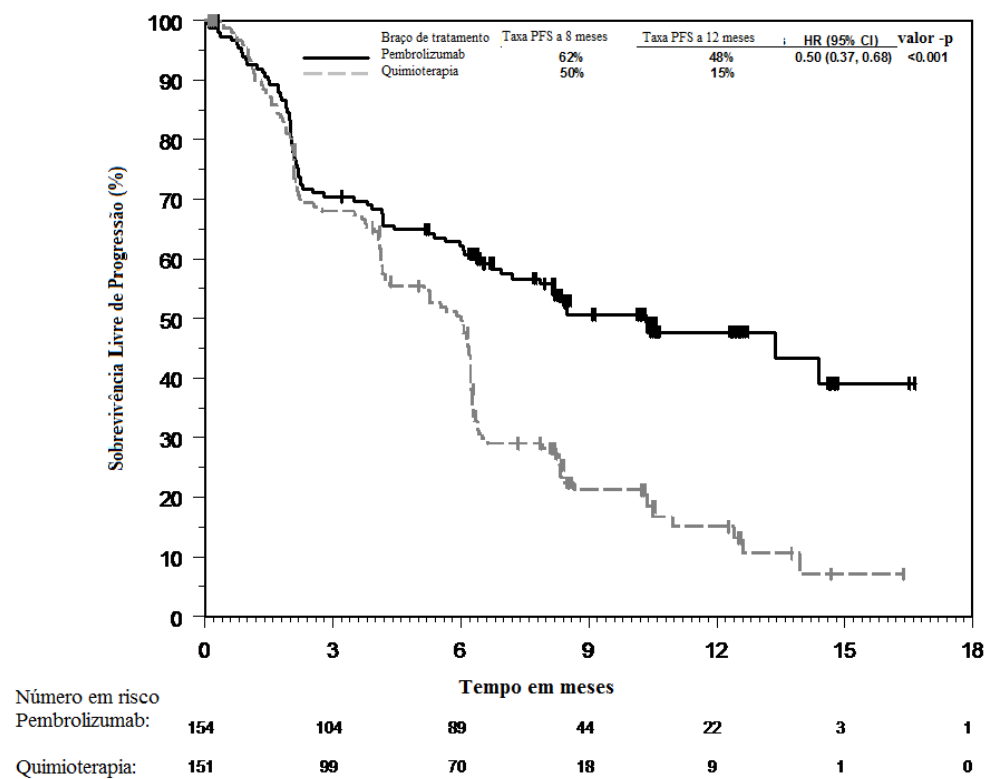 Braço de tratamento Taxa PFS a 8 meses Taxa PFS a 12 meses HR (95% CI) valor -p
Pembrolizumab 62% 48% 0.50 (0.37, 0.68) <0.001
Quimioterapia 50% 15%
Sobrevivência Livre de Progressão (%)
100
90
80
70
60
50
40
30
20
10
0
0 3 6 9 12 15 18
Tempo em meses
Número em risco
Pembrolizumab: 154 104 89 44 22 3 1
Quimioterapia: 151 99 70 18 9 1 0